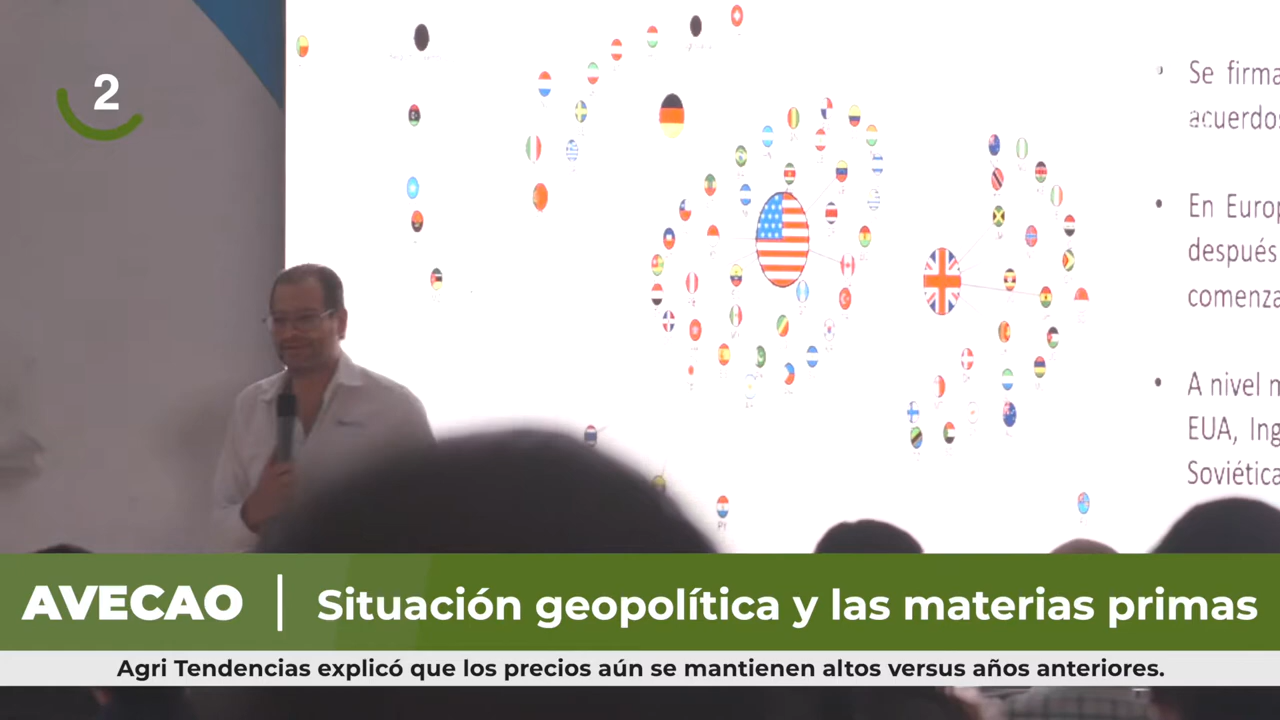 2
Se firma
acuerdos
En Europ
después
comenza
A nivel n
EUA, Ing
Soviética
AVECAO | Situación geopolítica y las materias primas
Agri Tendencias explicó que los precios aún se mantienen altos versus años anteriores.